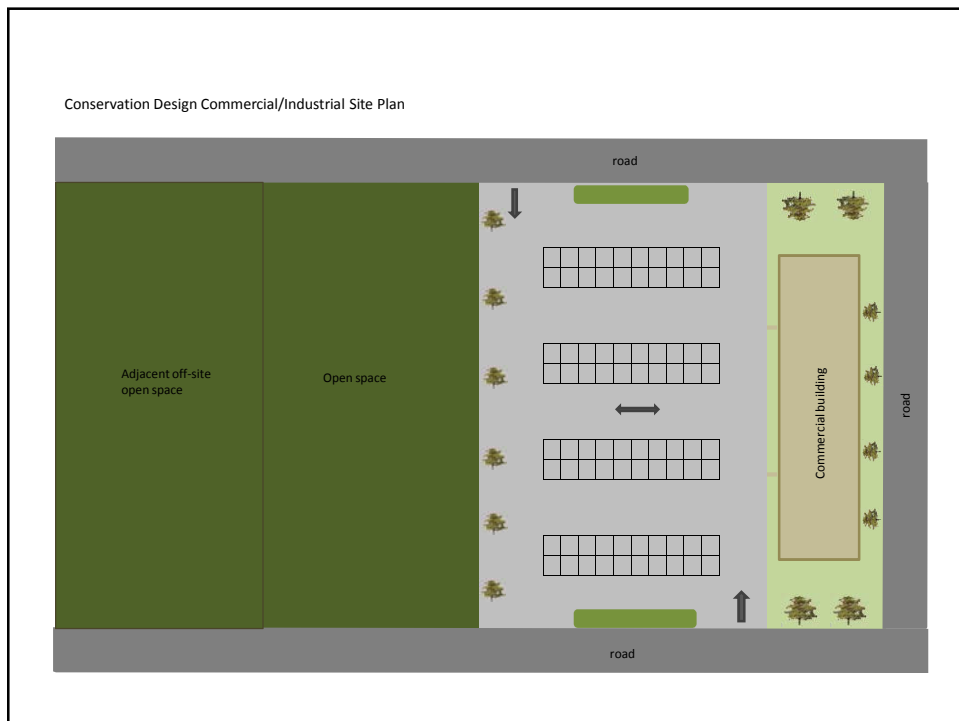 Conservation Design Commercial/Industrial Site Plan
road
Adjacent off-site
open space
Open space
Commercial building
road
road